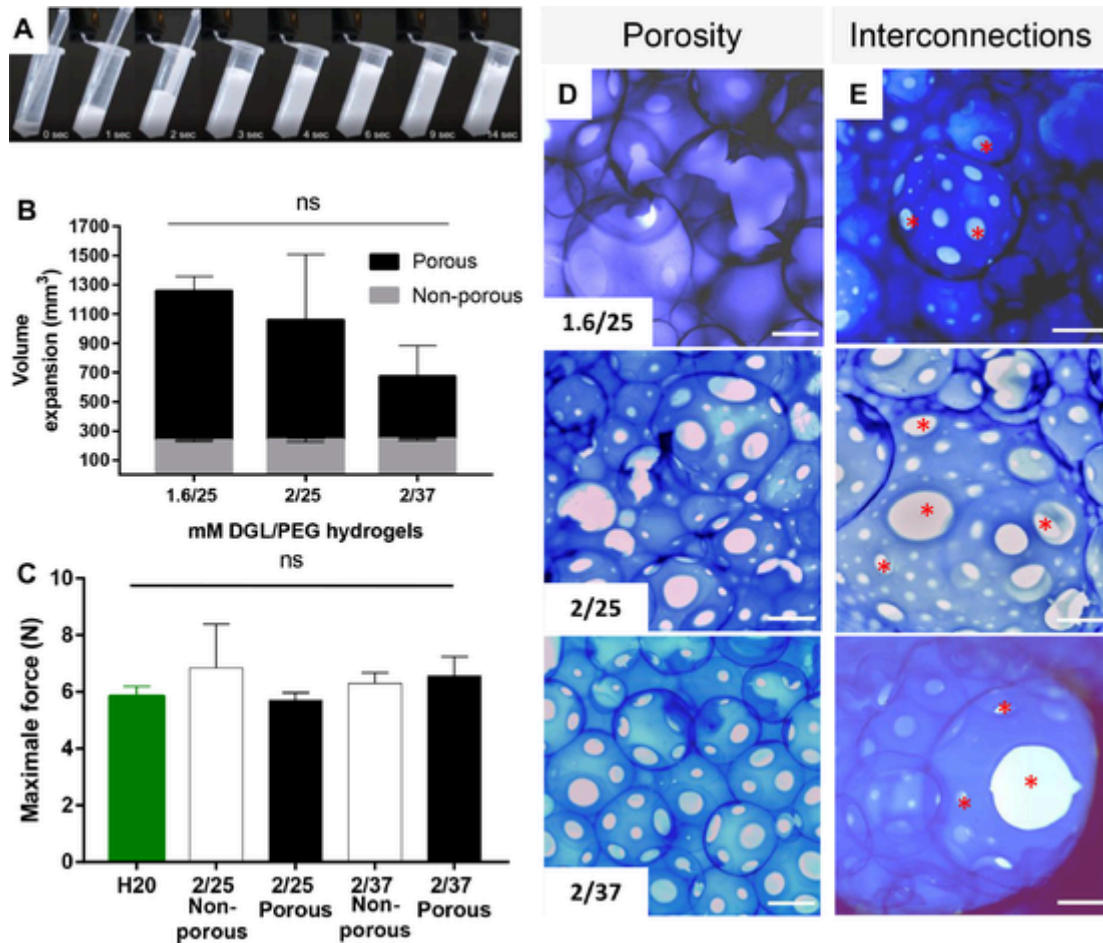 A
0 sec
1 sec
2 sec
3 sec
4 sec
6 sec
9 sec
14 sec
B
ns
1700
1500
1300
1100
900
700
500
300
100
Volume
expansion (mm³)
Porous
Non-porous
1.6/25
2/25
2/37
mM DGL/PEG hydrogels
C
ns
10
8
6
4
2
0
Maximale force (N)
H20
2/25
Non-
porous
2/25
Porous
2/37
Non-
porous
2/37
Porous
Porosity
Interconnections
D
E
1.6/25
*
*
*
2/25
*
*
*
*
2/37
*
*
*